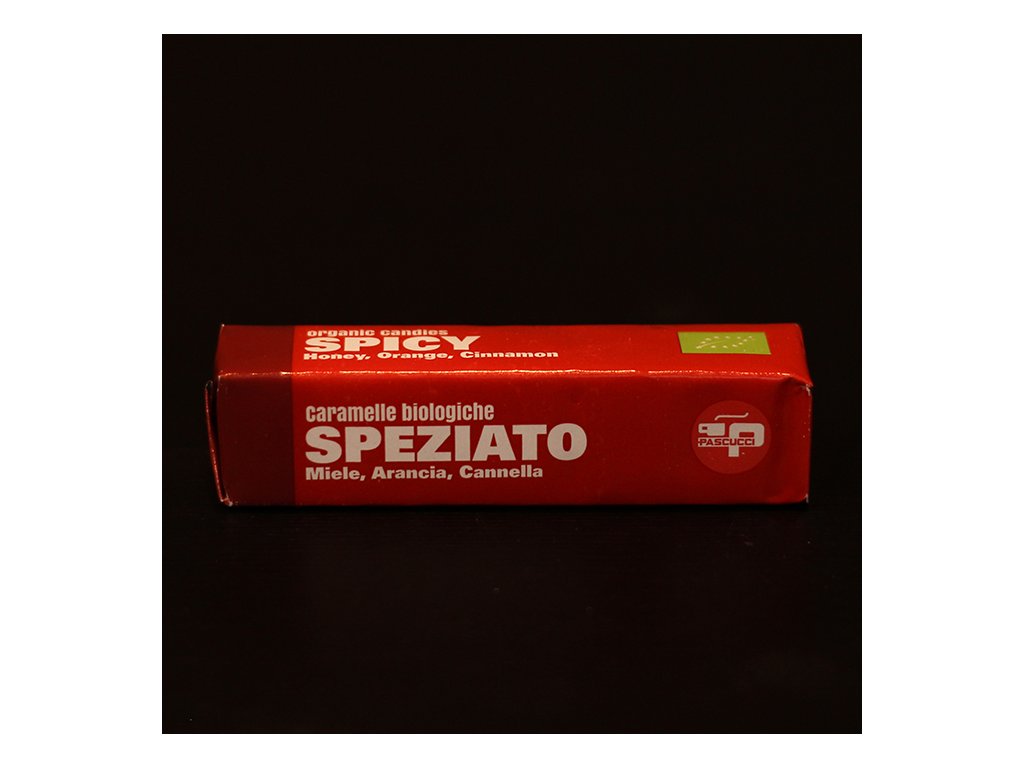 organic candies
SPICY
Honey, Orange, Cinnamon
caramelle biologiche
SPEZIATO
Miele, Arancia, Cannella
PASCUCCI